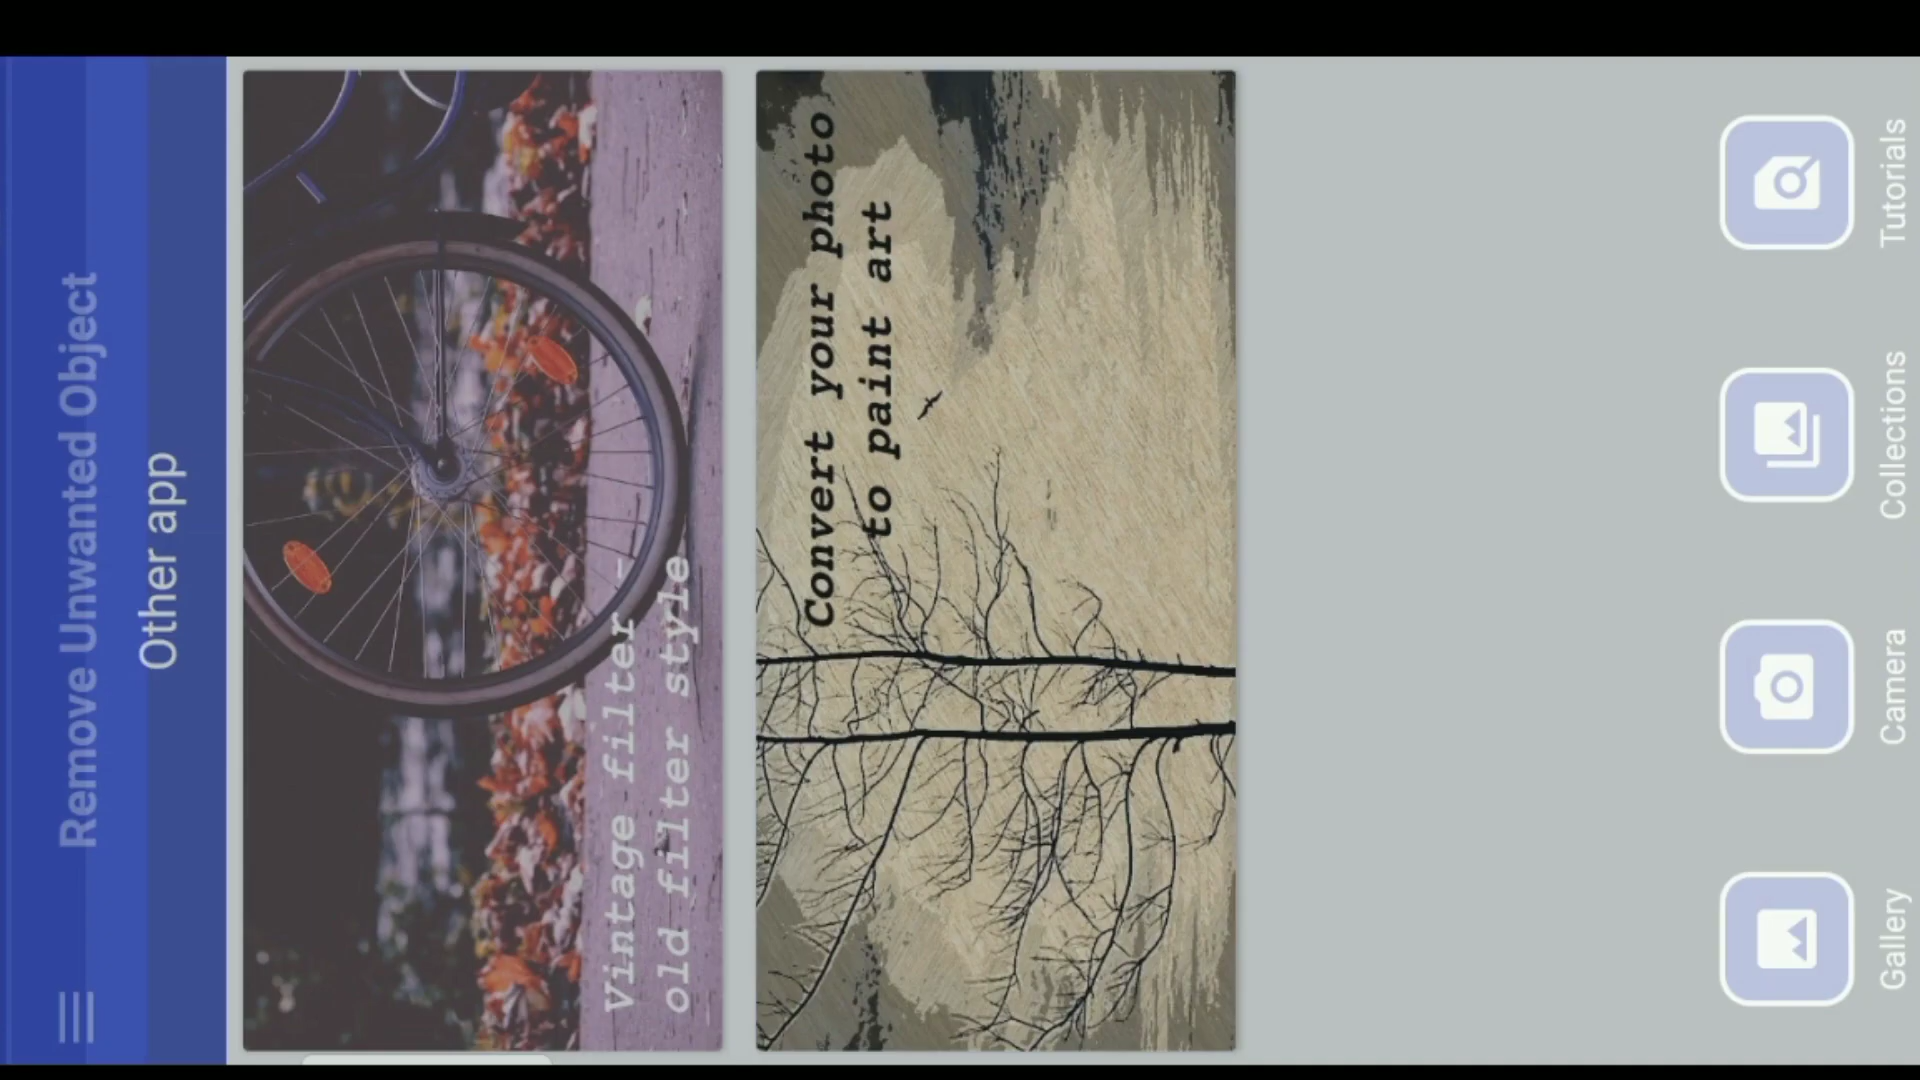 Remove Unwanted Object
Other app
Vintage filter -
old filter style
Convert your photo
to paint art
Gallery
Camera
Collections
Tutorials